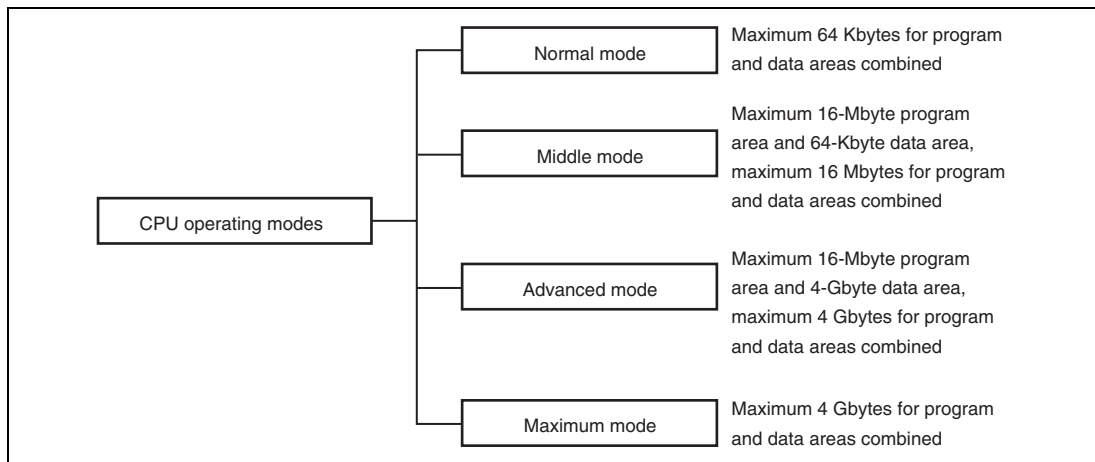 CPU operating modes
Normal mode
Maximum 64 Kbytes for program
and data areas combined
Middle mode
Maximum 16-Mbyte program
area and 64-Kbyte data area,
maximum 16 Mbytes for program
and data areas combined
Advanced mode
Maximum 16-Mbyte program
area and 4-Gbyte data area,
maximum 4 Gbytes for program
and data areas combined
Maximum mode
Maximum 4 Gbytes for program
and data areas combined